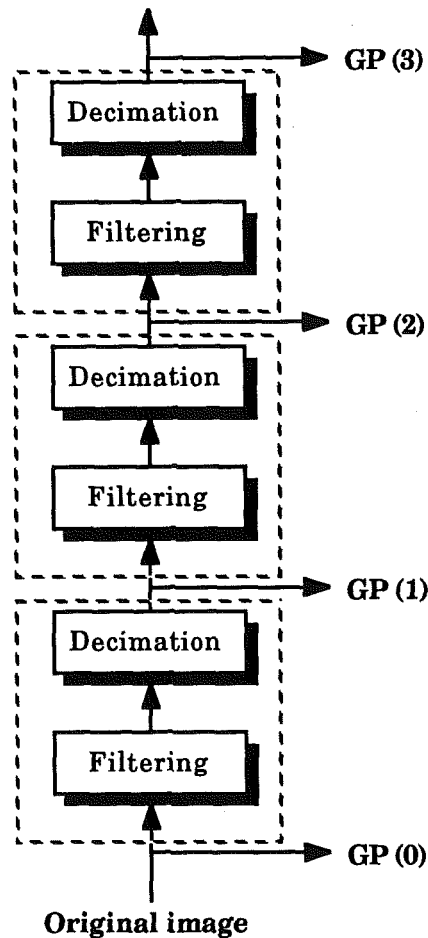 GP (3)
Decimation
Filtering
GP (2)
Decimation
Filtering
GP (1)
Decimation
Filtering
GP (0)
Original image